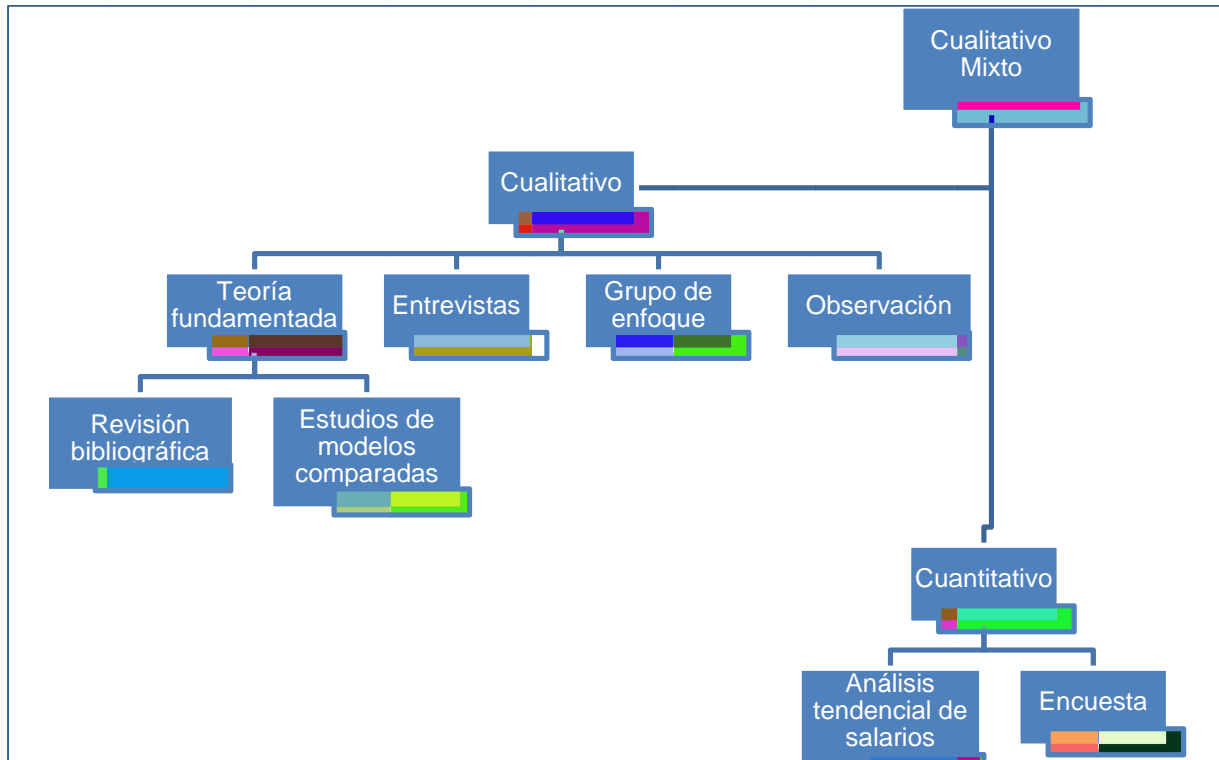 Cualitativo
Mixto
Cualitativo
Teoría
fundamentada
Entrevistas
Grupo de
enfoque
Observación
Revisión
bibliográfica
Estudios de
modelos
comparadas
Cuantitativo
Análisis
tendencial de
salarios
Encuesta